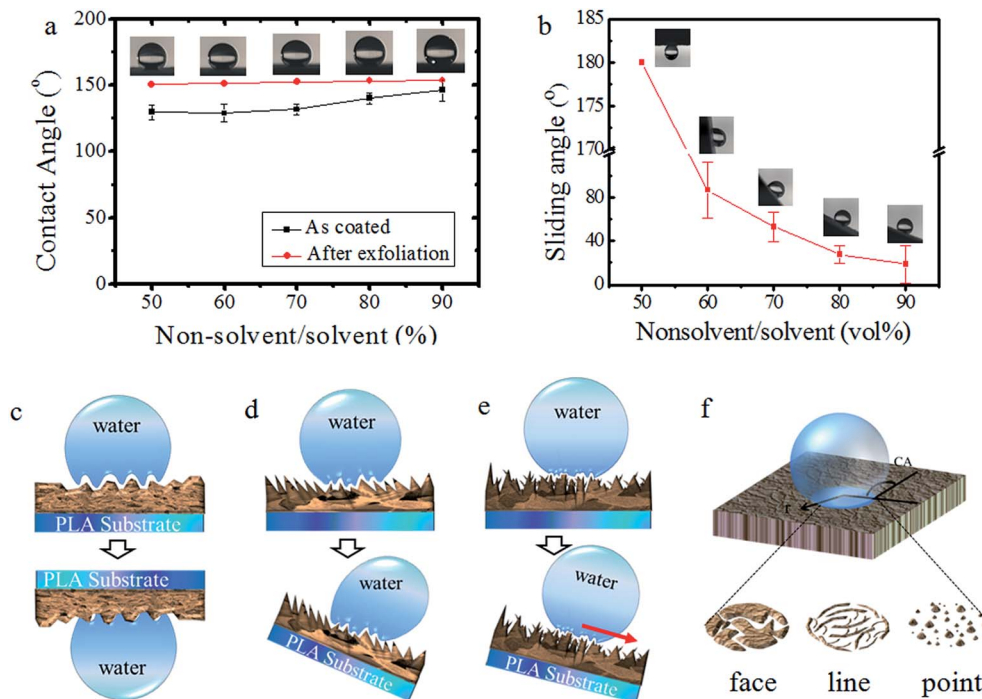 a
200
150
100
50
0
Contact Angle (°)
As coated
After exfoliation
50 60 70 80 90
Non-solvent/solvent (%)
b
185
180
175
170
80
40
0
Sliding angle (°)
50 60 70 80 90
Nonsolvent/solvent (vol%)
c
water
PLA Substrate
PLA Substrate
water
d
water
water
e
water
water
PLA Substrate
f
CA
r
face line point